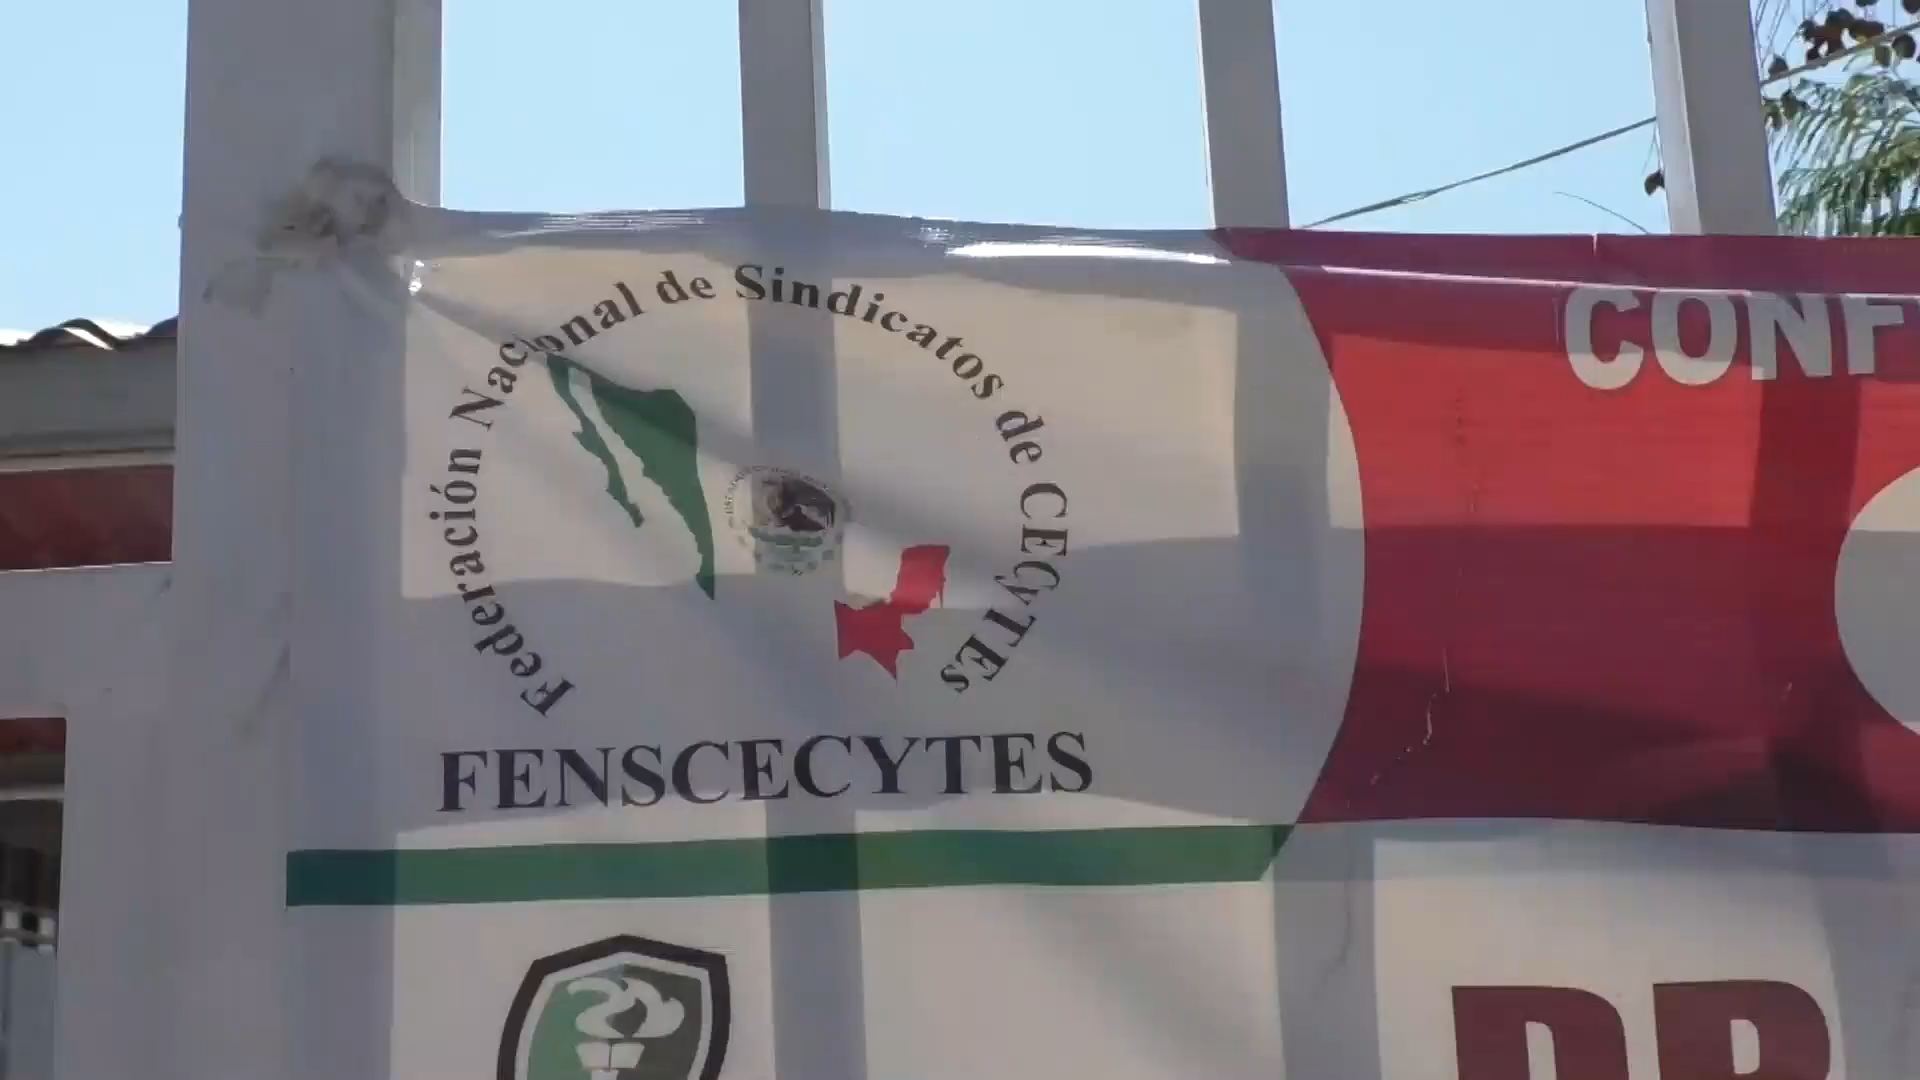 Federación Nacional de Sindicatos de CECyTEs
FENSCECYTES
CONF